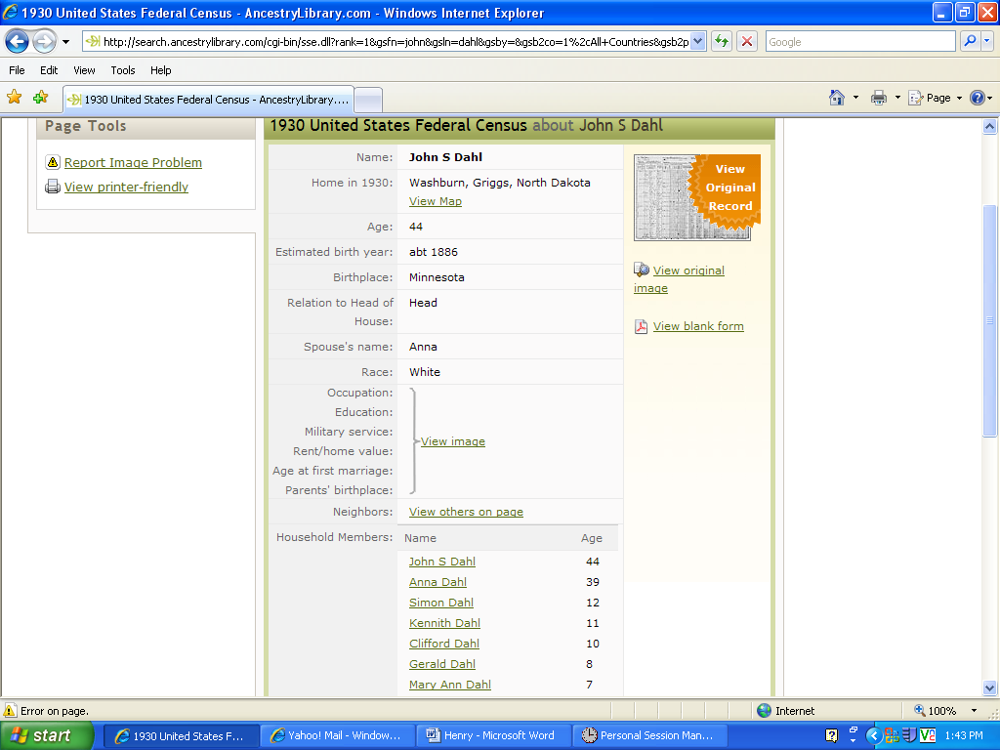 1930 United States Federal Census - AncestryLibrary.com - Windows Internet Explorer
http://search.ancestrylibrary.com/cgi-bin/sse.dll?rank=1&gsfn=john&gsln=dahl&gsby=&gsb2co=1%2cAll+Countries&gsb2p
Google
File Edit View Tools Help
1930 United States Federal Census - AncestryLibrary....
Page
Page Tools
Report Image Problem
View printer-friendly
1930 United States Federal Census about John S Dahl
Name: John S Dahl
Home in 1930: Washburn, Griggs, North Dakota
View Map
Age: 44
Estimated birth year: abt 1886
Birthplace: Minnesota
Relation to Head of House: Head
Spouse's name: Anna
Race: White
Occupation:
Education:
Military service:
View image
Rent/home value:
Age at first marriage:
Parents' birthplace:
Neighbors: View others on page
Household Members: Name Age
John S Dahl 44
Anna Dahl 39
Simon Dahl 12
Kennith Dahl 11
Clifford Dahl 10
Gerald Dahl 8
Mary Ann Dahl 7
View
Original
Record
View original
image
View blank form
Error on page.
Internet
100%
start
1930 United States F...
Yahoo! Mail - Window...
Henry - Microsoft Word
Personal Session Man...
1:43 PM